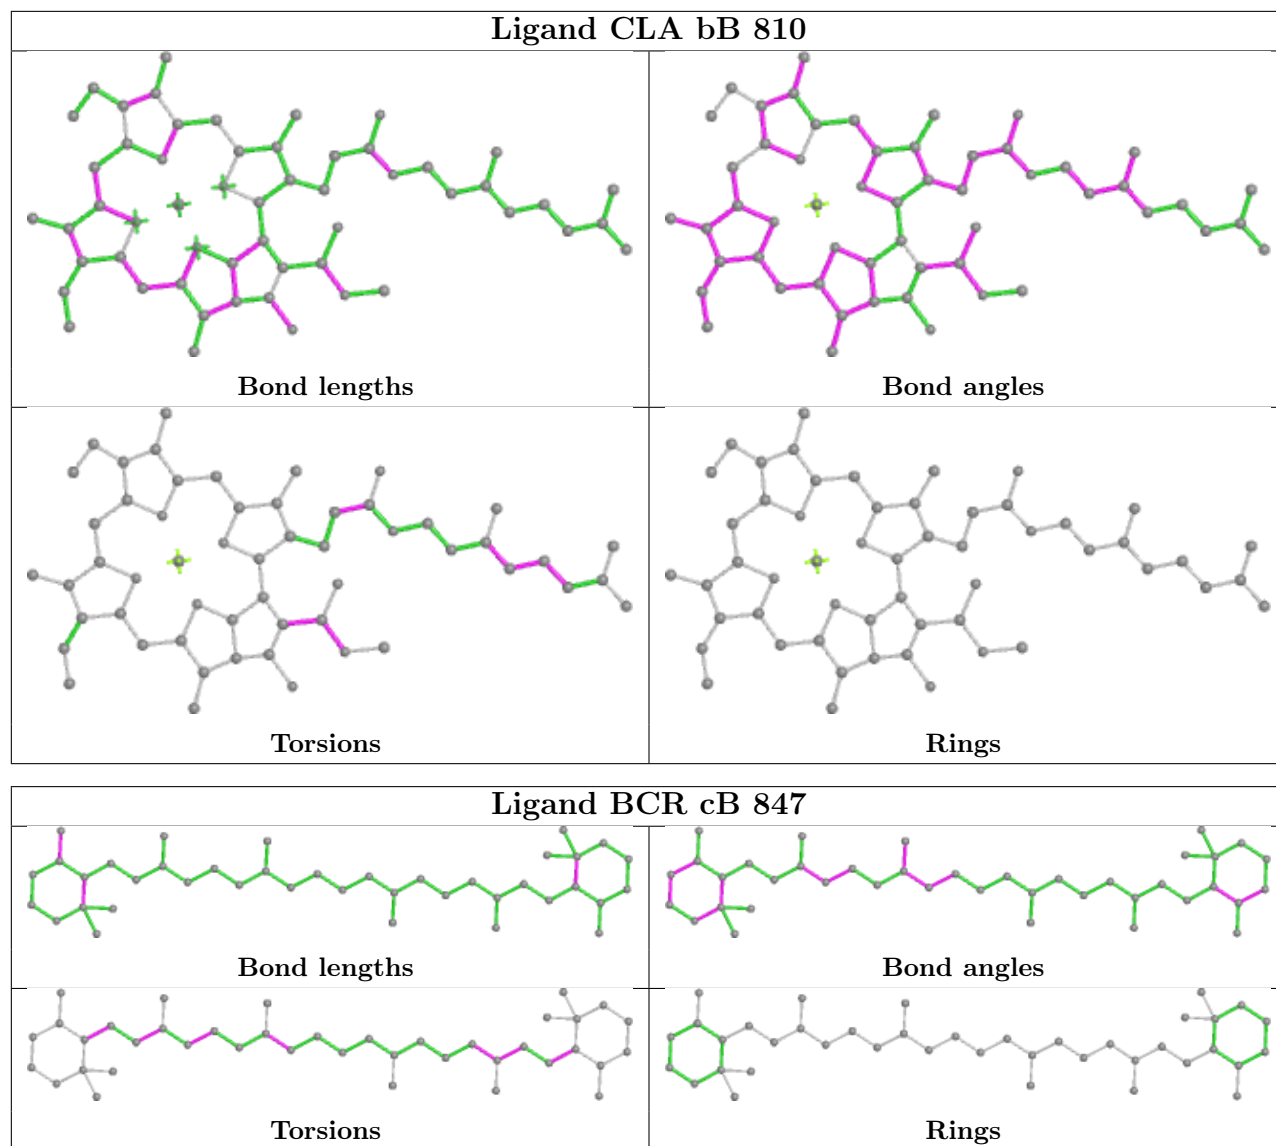 Ligand CLA bB 810
Bond lengths
Bond angles
Torsions
Rings
Ligand BCR cB 847
Bond lengths
Bond angles
Torsions
Rings